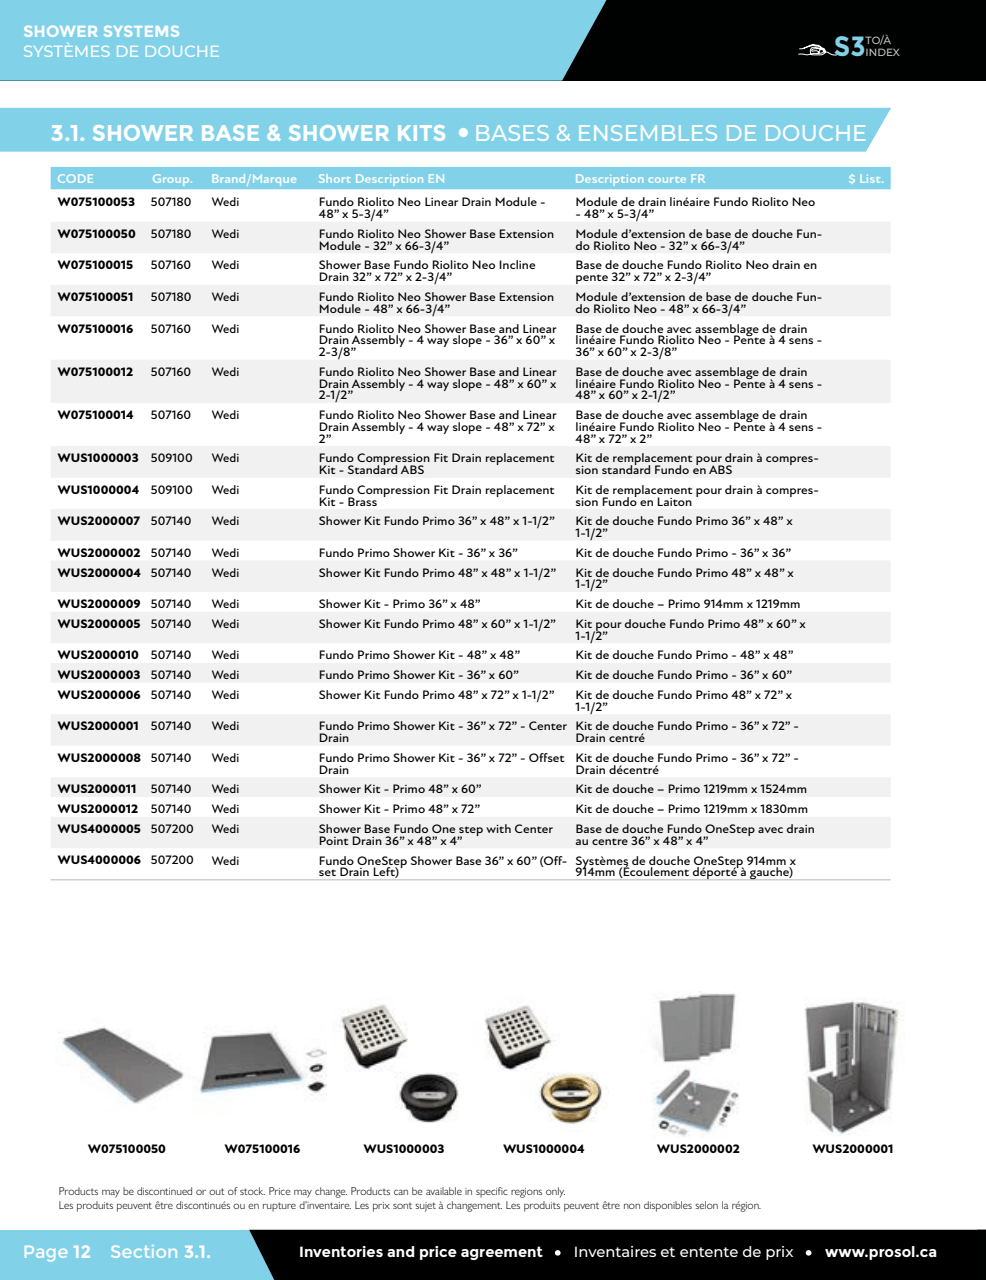 SHOWER SYSTEMS
SYSTÈMES DE DOUCHE
S3 TO/À INDEX
3.1. SHOWER BASE & SHOWER KITS • BASES & ENSEMBLES DE DOUCHE
CODE Group. Brand/Marque Short Description EN Description courte FR $ List.
W075100053 507180 Wedi Fundo Riolito Neo Linear Drain Module - Module de drain linéaire Fundo Riolito Neo
48” x 5-3/4” - 48” x 5-3/4”
W075100050 507180 Wedi Fundo Riolito Neo Shower Base Extension Module d’extension de base de douche Fun-
Module - 32” x 66-3/4” do Riolito Neo - 32” x 66-3/4”
W075100015 507160 Wedi Shower Base Fundo Riolito Neo Incline Base de douche Fundo Riolito Neo drain en
Drain 32” x 72” x 2-3/4” pente 32” x 72” x 2-3/4”
W075100051 507180 Wedi Fundo Riolito Neo Shower Base Extension Module d’extension de base de douche Fun-
Module - 48” x 66-3/4” do Riolito Neo - 48” x 66-3/4”
W075100016 507160 Wedi Fundo Riolito Neo Shower Base and Linear Base de douche avec assemblage de drain
Drain Assembly - 4 way slope - 36” x 60” x linéaire Fundo Riolito Neo - Pente à 4 sens -
2-3/8” 36” x 60” x 2-3/8”
W075100012 507160 Wedi Fundo Riolito Neo Shower Base and Linear Base de douche avec assemblage de drain
Drain Assembly - 4 way slope - 48” x 60” x linéaire Fundo Riolito Neo - Pente à 4 sens -
2-1/2” 48” x 60” x 2-1/2”
W075100014 507160 Wedi Fundo Riolito Neo Shower Base and Linear Base de douche avec assemblage de drain
Drain Assembly - 4 way slope - 48” x 72” x linéaire Fundo Riolito Neo - Pente à 4 sens -
2” 48” x 72” x 2”
WUS1000003 509100 Wedi Fundo Compression Fit Drain replacement Kit de remplacement pour drain à compres-
Kit - Standard ABS sion standard Fundo en ABS
WUS1000004 509100 Wedi Fundo Compression Fit Drain replacement Kit de remplacement pour drain à compres-
Kit - Brass sion Fundo en Laiton
WUS2000007 507140 Wedi Shower Kit Fundo Primo 36” x 48” x 1-1/2” Kit de douche Fundo Primo 36” x 48” x
1-1/2”
WUS2000002 507140 Wedi Fundo Primo Shower Kit - 36” x 36” Kit de douche Fundo Primo - 36” x 36”
WUS2000004 507140 Wedi Shower Kit Fundo Primo 48” x 48” x 1-1/2” Kit de douche Fundo Primo 48” x 48” x
1-1/2”
WUS2000009 507140 Wedi Shower Kit - Primo 36” x 48” Kit de douche – Primo 914mm x 1219mm
WUS2000005 507140 Wedi Shower Kit Fundo Primo 48” x 60” x 1-1/2” Kit pour douche Fundo Primo 48” x 60” x
1-1/2”
WUS2000010 507140 Wedi Fundo Primo Shower Kit - 48” x 48” Kit de douche Fundo Primo - 48” x 48”
WUS2000003 507140 Wedi Fundo Primo Shower Kit - 36” x 60” Kit de douche Fundo Primo - 36” x 60”
WUS2000006 507140 Wedi Shower Kit Fundo Primo 48” x 72” x 1-1/2” Kit de douche Fundo Primo 48” x 72” x
1-1/2”
WUS2000001 507140 Wedi Fundo Primo Shower Kit - 36” x 72” - Center Kit de douche Fundo Primo - 36” x 72” -
Drain Drain centré
WUS2000008 507140 Wedi Fundo Primo Shower Kit - 36” x 72” - Offset Kit de douche Fundo Primo - 36” x 72” -
Drain Drain décentré
WUS2000011 507140 Wedi Shower Kit - Primo 48” x 60” Kit de douche – Primo 1219mm x 1524mm
WUS2000012 507140 Wedi Shower Kit - Primo 48” x 72” Kit de douche – Primo 1219mm x 1830mm
WUS4000005 507200 Wedi Shower Base Fundo One step with Center Base de douche Fundo OneStep avec drain
Point Drain 36” x 48” x 4” au centre 36” x 48” x 4”
WUS4000006 507200 Wedi Fundo OneStep Shower Base 36” x 60” (Off- Systèmes de douche OneStep 914mm x
set Drain Left) 914mm (Écoulement déporté à gauche)
W075100050 W075100016 WUS1000003 WUS1000004 WUS2000002 WUS2000001
Products may be discontinued or out of stock. Price may change. Products can be available in specific regions only.
Les produits peuvent être discontinués ou en rupture d’inventaire. Les prix sont sujet à changement. Les produits peuvent être non disponibles selon la région.
Page 12 Section 3.1. Inventories and price agreement • Inventaires et entente de prix • www.prosol.ca